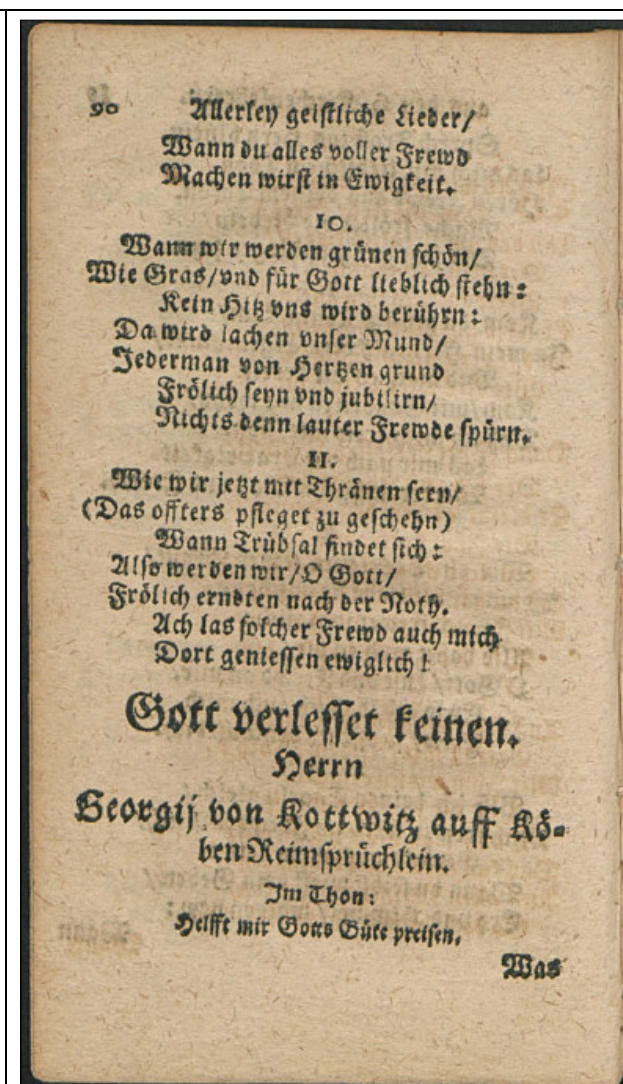 90 Allerley geistliche Lieder/
Wann du alles voller Frewd
Machen wirst in Ewigkeit.
10.
Wann wir werden grünen schön/
Wie Gras/vnd für Gott lieblich stehn:
Kein Hitz vns wird berührn:
Da wird lachen vnser Mund/
Jederman von Hertzen grund
Frölich seyn vnd jubilirn/
Nichts denn lauter Frewde spürn.
11.
Wie wir jetzt mit Thränen seen/
(Das offters pfleget zu geschehn)
Wann Trübsal findet sich:
Also werden wir/O Gott/
Frölich erndten nach der Noth.
Ach las solcher Frewd auch mich
Dort geniessen ewiglich!
Gott verlesset keinen.
Herrn
Georgij von Kottwitz auff Kö-
ben Reimsprüchlein.
Im Thon:
Helfft mir Gotts Güte preisen.
Was